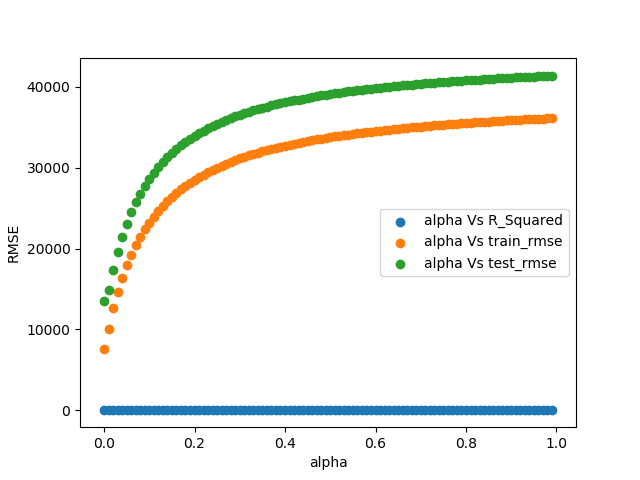 40000
30000
20000
10000
0
RMSE
alpha Vs R_Squared
alpha Vs train_rmse
alpha Vs test_rmse
0.0 0.2 0.4 0.6 0.8 1.0
alpha